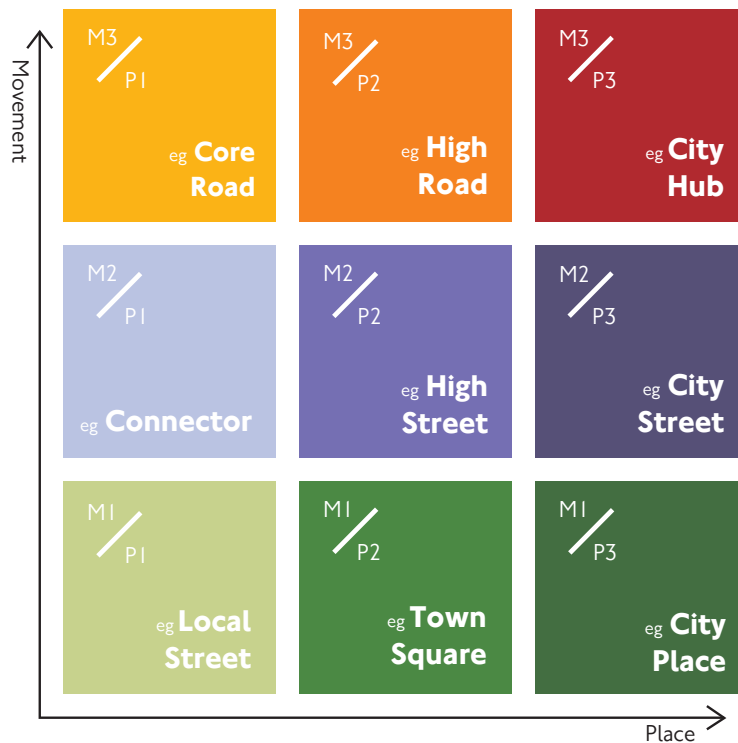 Movement
M3
P1
eg Core
Road
M3
P2
eg High
Road
M3
P3
eg City
Hub
M2
P1
eg Connector
M2
P2
eg High
Street
M2
P3
eg City
Street
M1
P1
eg Local
Street
M1
P2
eg Town
Square
M1
P3
eg City
Place
Place